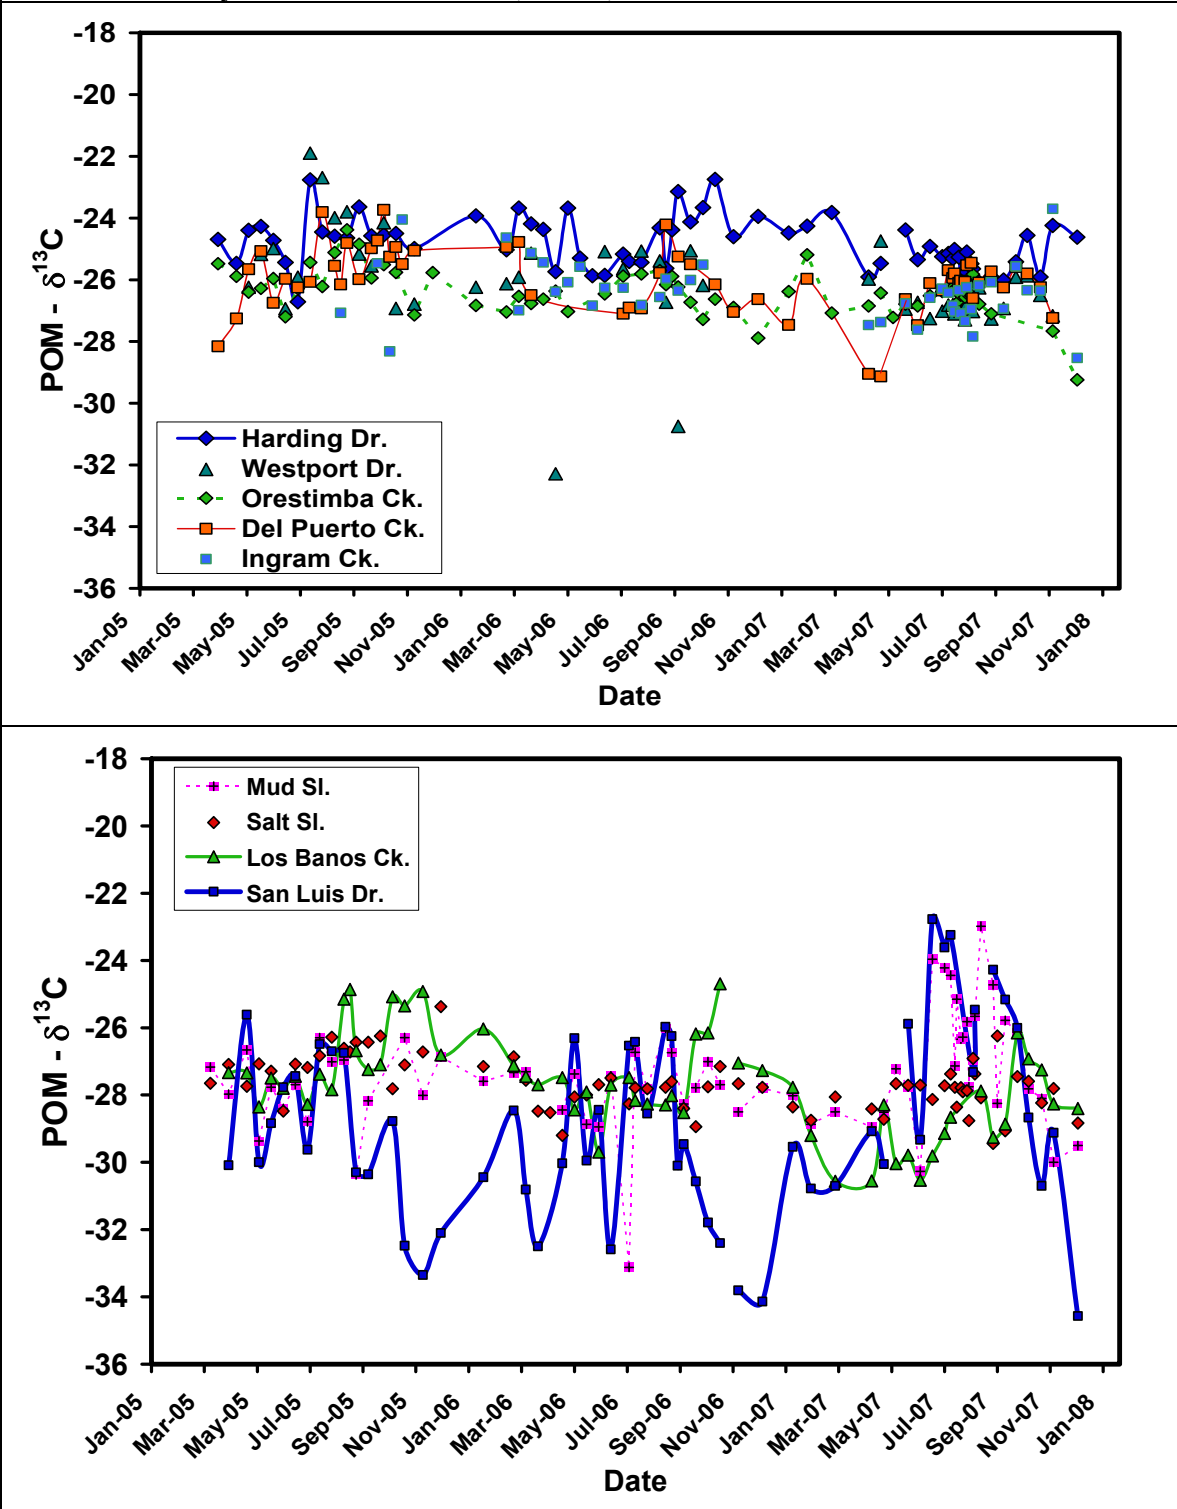 -18
-20
-22
-24
-26
-28
-30
-32
-34
-36
POM - δ13C
Harding Dr.
Westport Dr.
Orestimba Ck.
Del Puerto Ck.
Ingram Ck.
Jan-05
Mar-05
May-05
Jul-05
Sep-05
Nov-05
Jan-06
Mar-06
May-06
Jul-06
Sep-06
Nov-06
Jan-07
Mar-07
May-07
Jul-07
Sep-07
Nov-07
Jan-08
Date
-18
-20
-22
-24
-26
-28
-30
-32
-34
-36
POM - δ13C
Mud Sl.
Salt Sl.
Los Banos Ck.
San Luis Dr.
Jan-05
Mar-05
May-05
Jul-05
Sep-05
Nov-05
Jan-06
Mar-06
May-06
Jul-06
Sep-06
Nov-06
Jan-07
Mar-07
May-07
Jul-07
Sep-07
Nov-07
Jan-08
Date